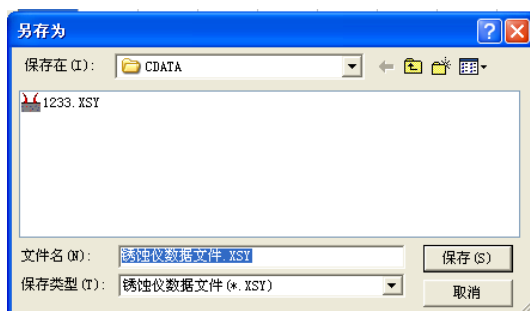 另存为
保存在(I):
CDATA
1233.XSY
文件名(N):
锈蚀仪数据文件.XSY
保存(S)
保存类型(T):
锈蚀仪数据文件(*.XSY)
取消